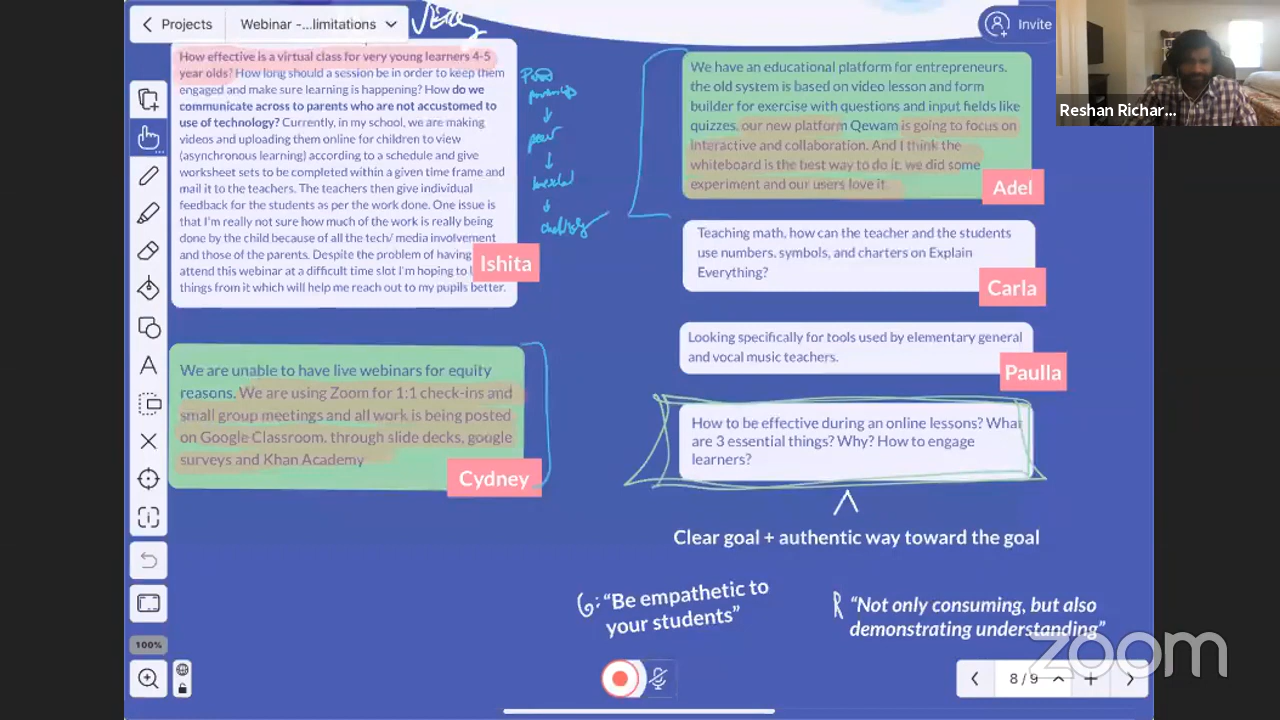 Projects
Webinar -...limitations
Invite
Reshan Richar...
How effective is a virtual class for very young learners 4-5
year olds? How long should a session be in order to keep them
engaged and make sure learning is happening? How do we
communicate across to parents who are not accustomed to
use of technology? Currently, in my school, we are making
videos and uploading them online for children to view
(asynchronous learning) according to a schedule and give
worksheet sets to be completed within a given time frame and
mail it to the teachers. The teachers then give individual
feedback for the students as per the work done. One issue is
that I'm really not sure how much of the work is really being
done by the child because of all the tech/ media involvement
and those of the parents. Despite the problem of having
attend this webinar at a difficult time slot I'm hoping to
things from it which will help me reach out to my pupils better.
Ishita
We are unable to have live webinars for equity
reasons. We are using Zoom for 1:1 check-ins and
small group meetings and all work is being posted
on Google Classroom. through slide decks, google
surveys and Khan Academy
Cydney
We have an educational platform for entrepreneurs.
the old system is based on video lesson and form
builder for exercise with questions and input fields like
quizzes. our new platform Qewam is going to focus on
interactive and collaboration. And I think the
whiteboard is the best way to do it. we did some
experiment and our users love it.
Adel
Teaching math, how can the teacher and the students
use numbers, symbols, and charters on Explain
Everything?
Carla
Looking specifically for tools used by elementary general
and vocal music teachers.
Paulla
How to be effective during an online lessons? What
are 3 essential things? Why? How to engage
learners?
Clear goal + authentic way toward the goal
G: "Be empathetic to
your students"
R "Not only consuming, but also
demonstrating understanding"
zoom
100%
8/9